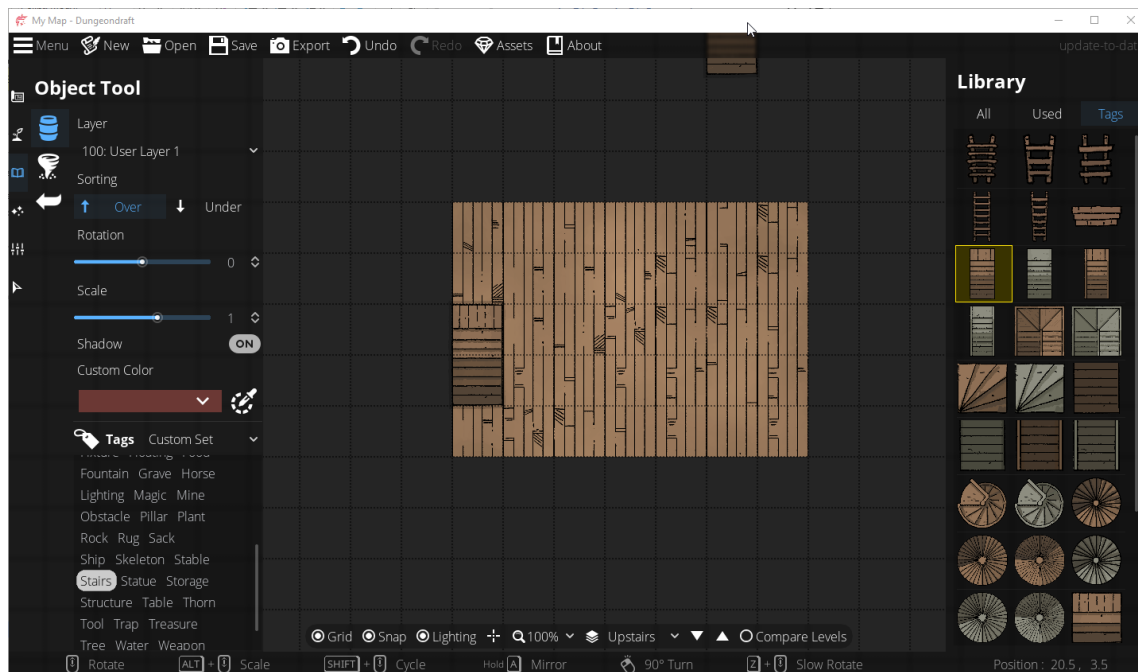 My Map - Dungeondraft
Menu New Open Save Export Undo Redo Assets About update-to-dat
Object Tool
Layer
100: User Layer 1
Sorting
Over Under
Rotation
0
Scale
1
Shadow
ON
Custom Color
Tags Custom Set
Fountain Grave Horse
Lighting Magic Mine
Obstacle Pillar Plant
Rock Rug Sack
Ship Skeleton Stable
Stairs Statue Storage
Structure Table Thorn
Tool Trap Treasure
Tree Water Weapon
Library
All Used Tags
Grid Snap Lighting 100% Upstairs Compare Levels
Rotate ALT + Scale SHIFT + Cycle Hold A Mirror 90° Turn Z + Slow Rotate Position : 20.5 , 3.5